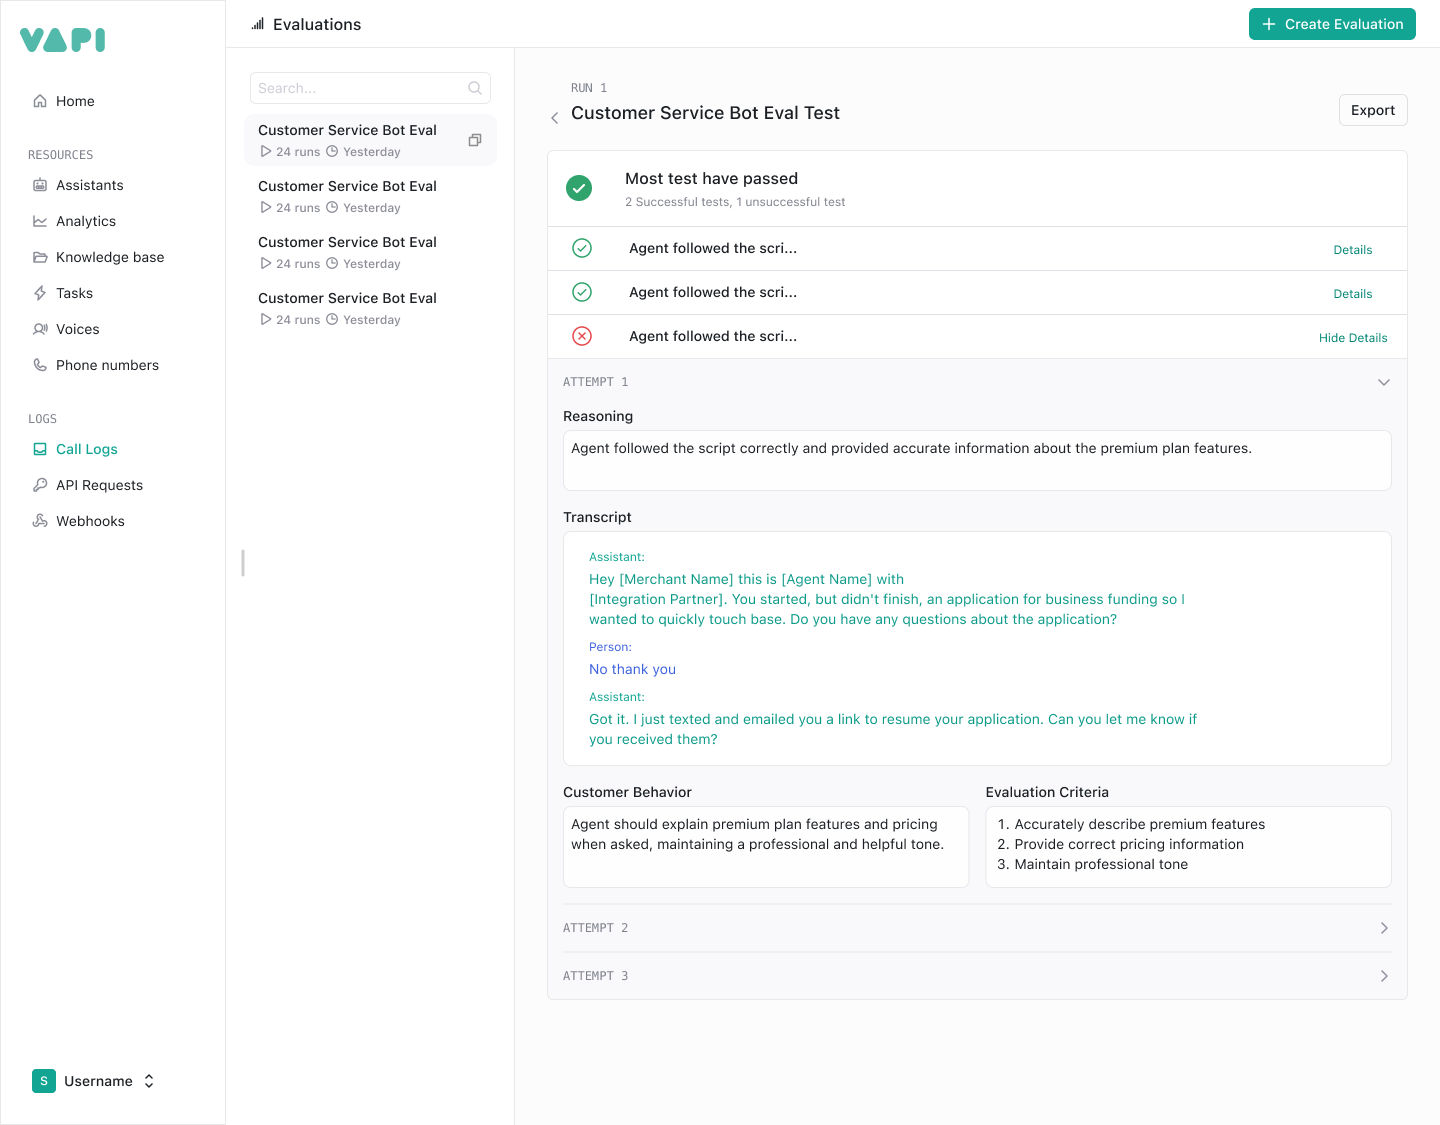 VAPI
Home
RESOURCES
Assistants
Analytics
Knowledge base
Tasks
Voices
Phone numbers
LOGS
Call Logs
API Requests
Webhooks
S
Username
Evaluations
Create Evaluation
Search...
Customer Service Bot Eval
24 runs Yesterday
Customer Service Bot Eval
24 runs Yesterday
Customer Service Bot Eval
24 runs Yesterday
Customer Service Bot Eval
24 runs Yesterday
RUN 1
Customer Service Bot Eval Test
Export
Most test have passed
2 Successful tests, 1 unsuccessful test
Agent followed the scri... Details
Agent followed the scri... Details
Agent followed the scri... Hide Details
ATTEMPT 1
Reasoning
Agent followed the script correctly and provided accurate information about the premium plan features.
Transcript
Assistant:
Hey [Merchant Name] this is [Agent Name] with
[Integration Partner]. You started, but didn't finish, an application for business funding so I
wanted to quickly touch base. Do you have any questions about the application?
Person:
No thank you
Assistant:
Got it. I just texted and emailed you a link to resume your application. Can you let me know if
you received them?
Customer Behavior
Agent should explain premium plan features and pricing
when asked, maintaining a professional and helpful tone.
Evaluation Criteria
1. Accurately describe premium features
2. Provide correct pricing information
3. Maintain professional tone
ATTEMPT 2
ATTEMPT 3